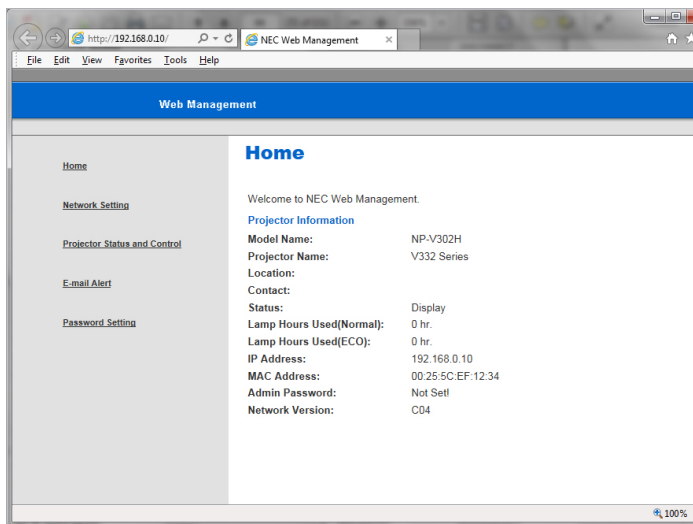 http://192.168.0.10/
NEC Web Management
File Edit View Favorites Tools Help
Web Management
Home
Network Setting
Projector Status and Control
E-mail Alert
Password Setting
Home
Welcome to NEC Web Management.
Projector Information
Model Name: NP-V302H
Projector Name: V332 Series
Location:
Contact:
Status: Display
Lamp Hours Used(Normal): 0 hr.
Lamp Hours Used(ECO): 0 hr.
IP Address: 192.168.0.10
MAC Address: 00:25:5C:EF:12:34
Admin Password: Not Set!
Network Version: C04
100%